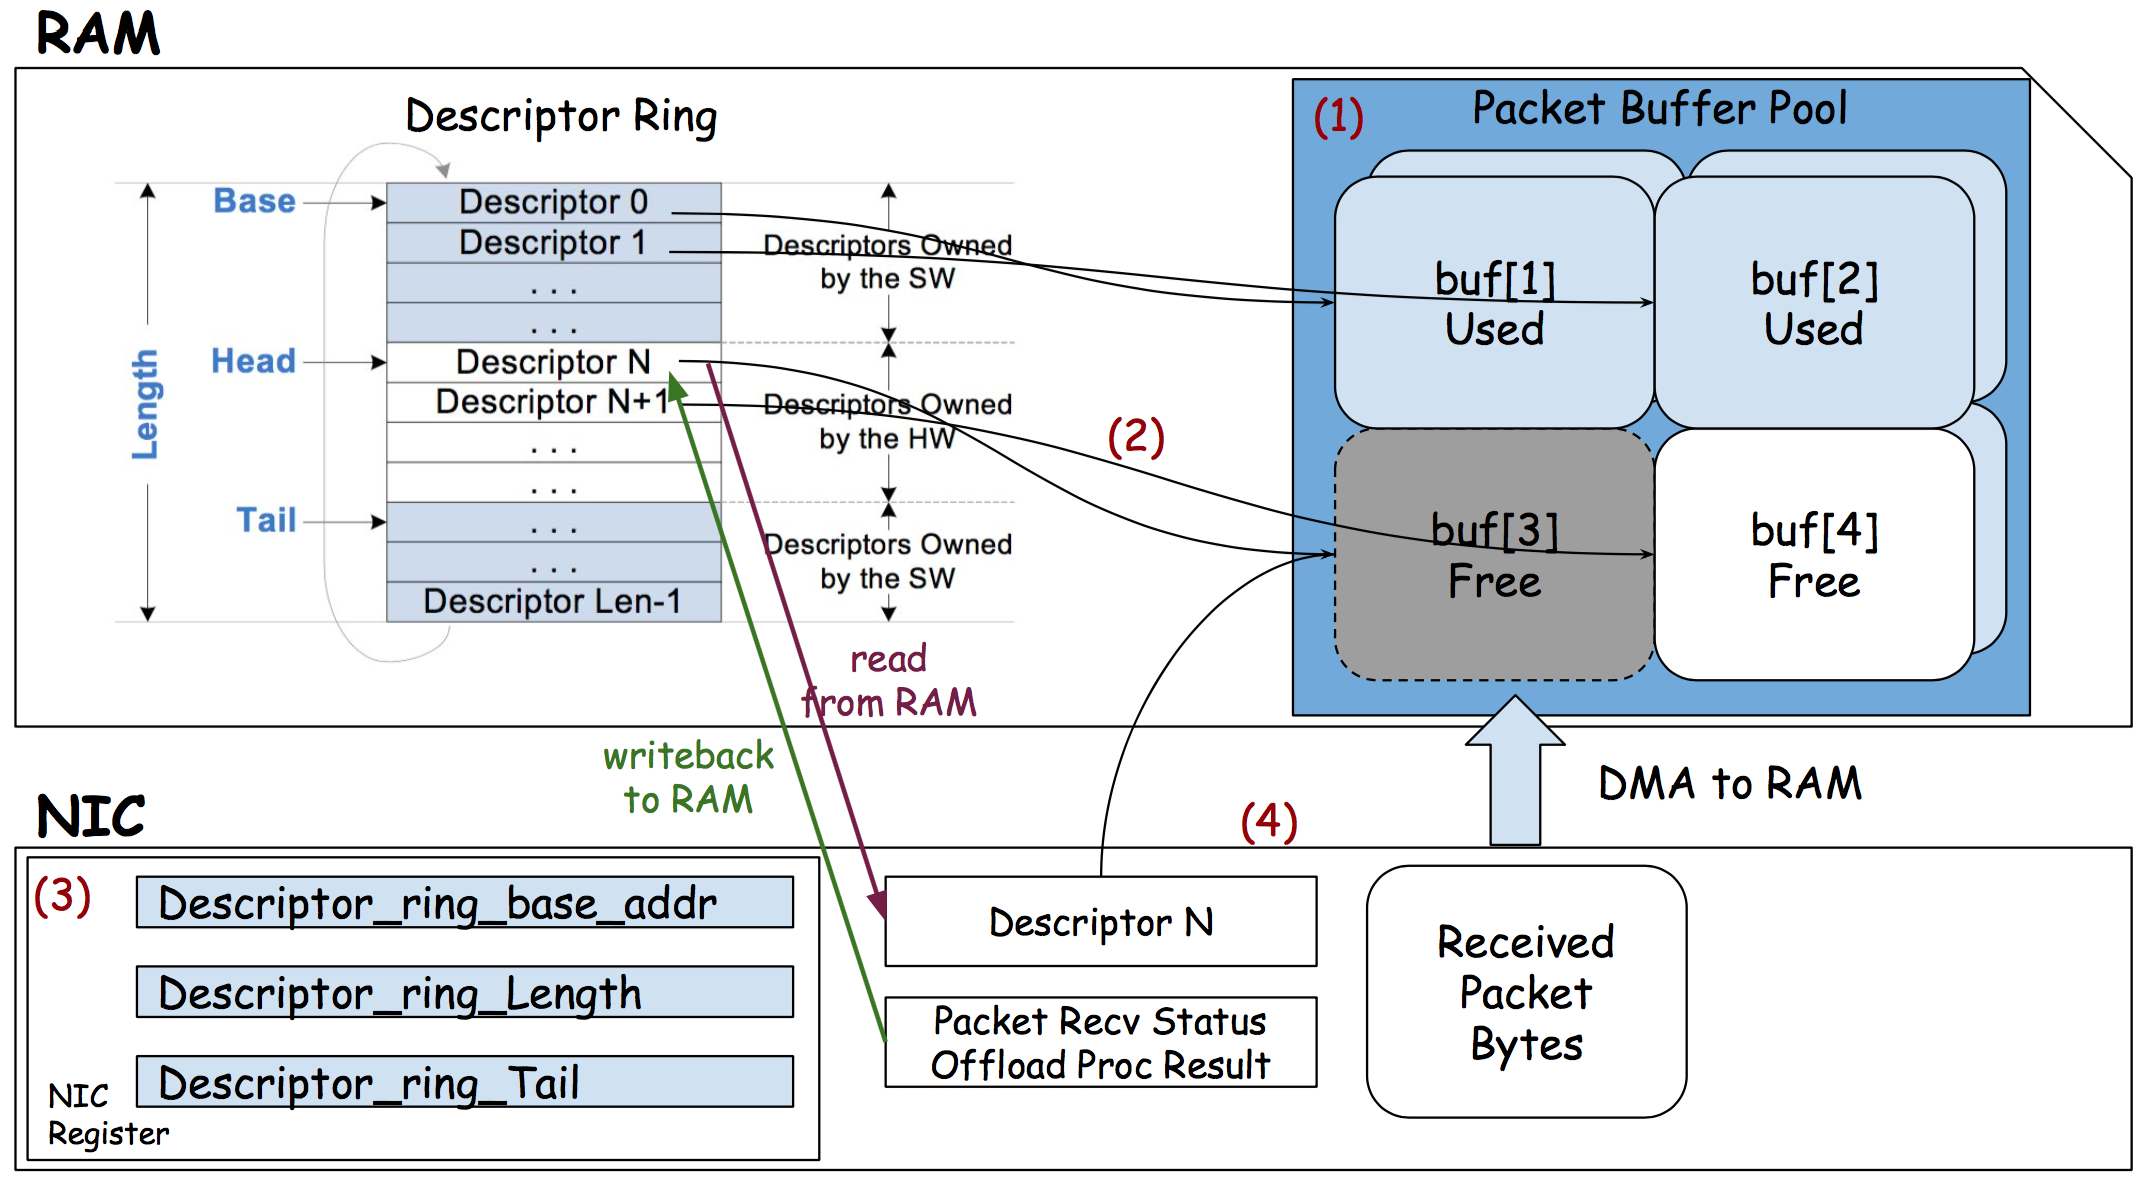 RAM
Descriptor Ring
(1)
Packet Buffer Pool
Base
Descriptor 0
Descriptor 1
. . .
. . .
Descriptors Owned
by the SW
Length
Head
Descriptor N
Descriptor N+1
. . .
. . .
Descriptors Owned
by the HW
(2)
Tail
. . .
. . .
Descriptor Len-1
Descriptors Owned
by the SW
buf[1]
Used
buf[2]
Used
buf[3]
Free
buf[4]
Free
read
from RAM
writeback
to RAM
DMA to RAM
NIC
(3)
Descriptor_ring_base_addr
Descriptor_ring_Length
Descriptor_ring_Tail
NIC
Register
(4)
Descriptor N
Packet Recv Status
Offload Proc Result
Received
Packet
Bytes